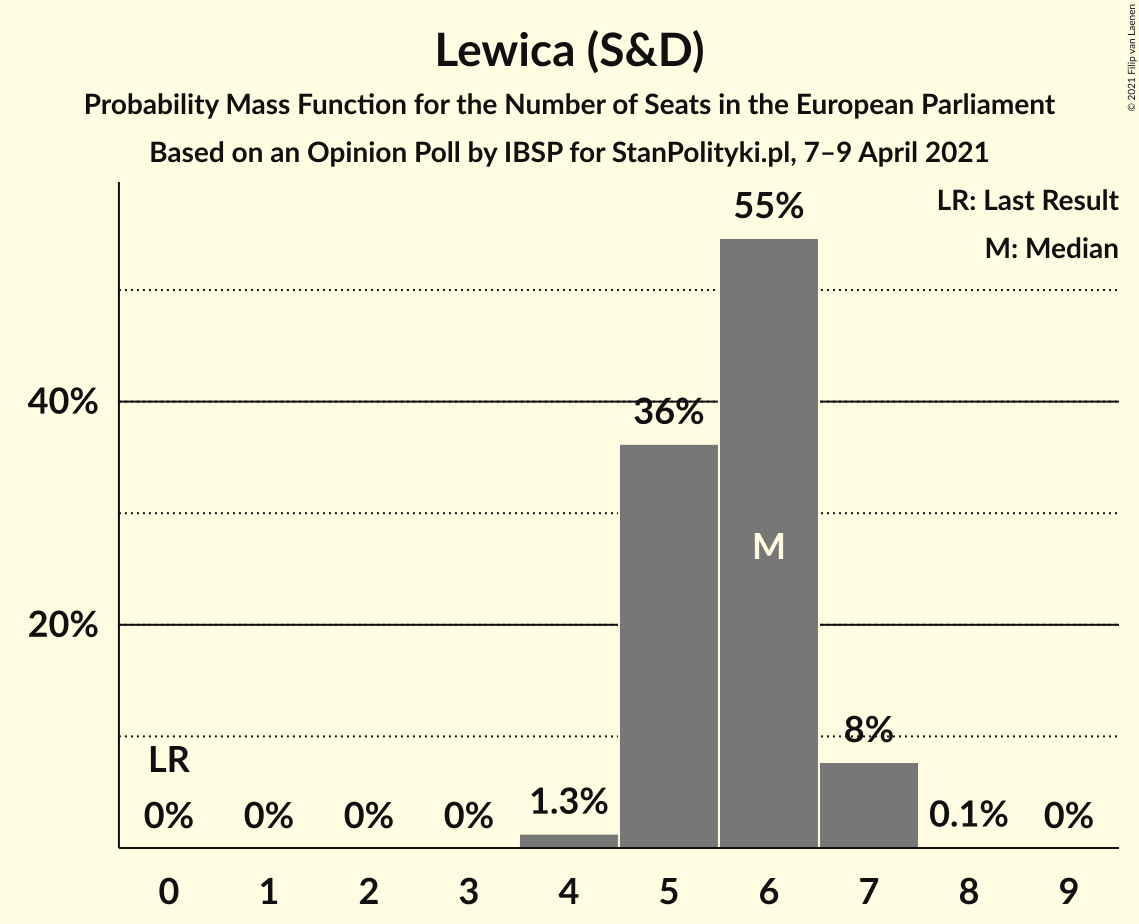 Lewica (S&D)
Probability Mass Function for the Number of Seats in the European Parliament
Based on an Opinion Poll by IBSP for StanPolityki.pl, 7–9 April 2021
© 2021 Filip van Laenen
LR: Last Result
M: Median
55%
40%
36%
M
20%
8%
LR
0% 0% 0% 0% 1.3% 0.1% 0%
0 1 2 3 4 5 6 7 8 9